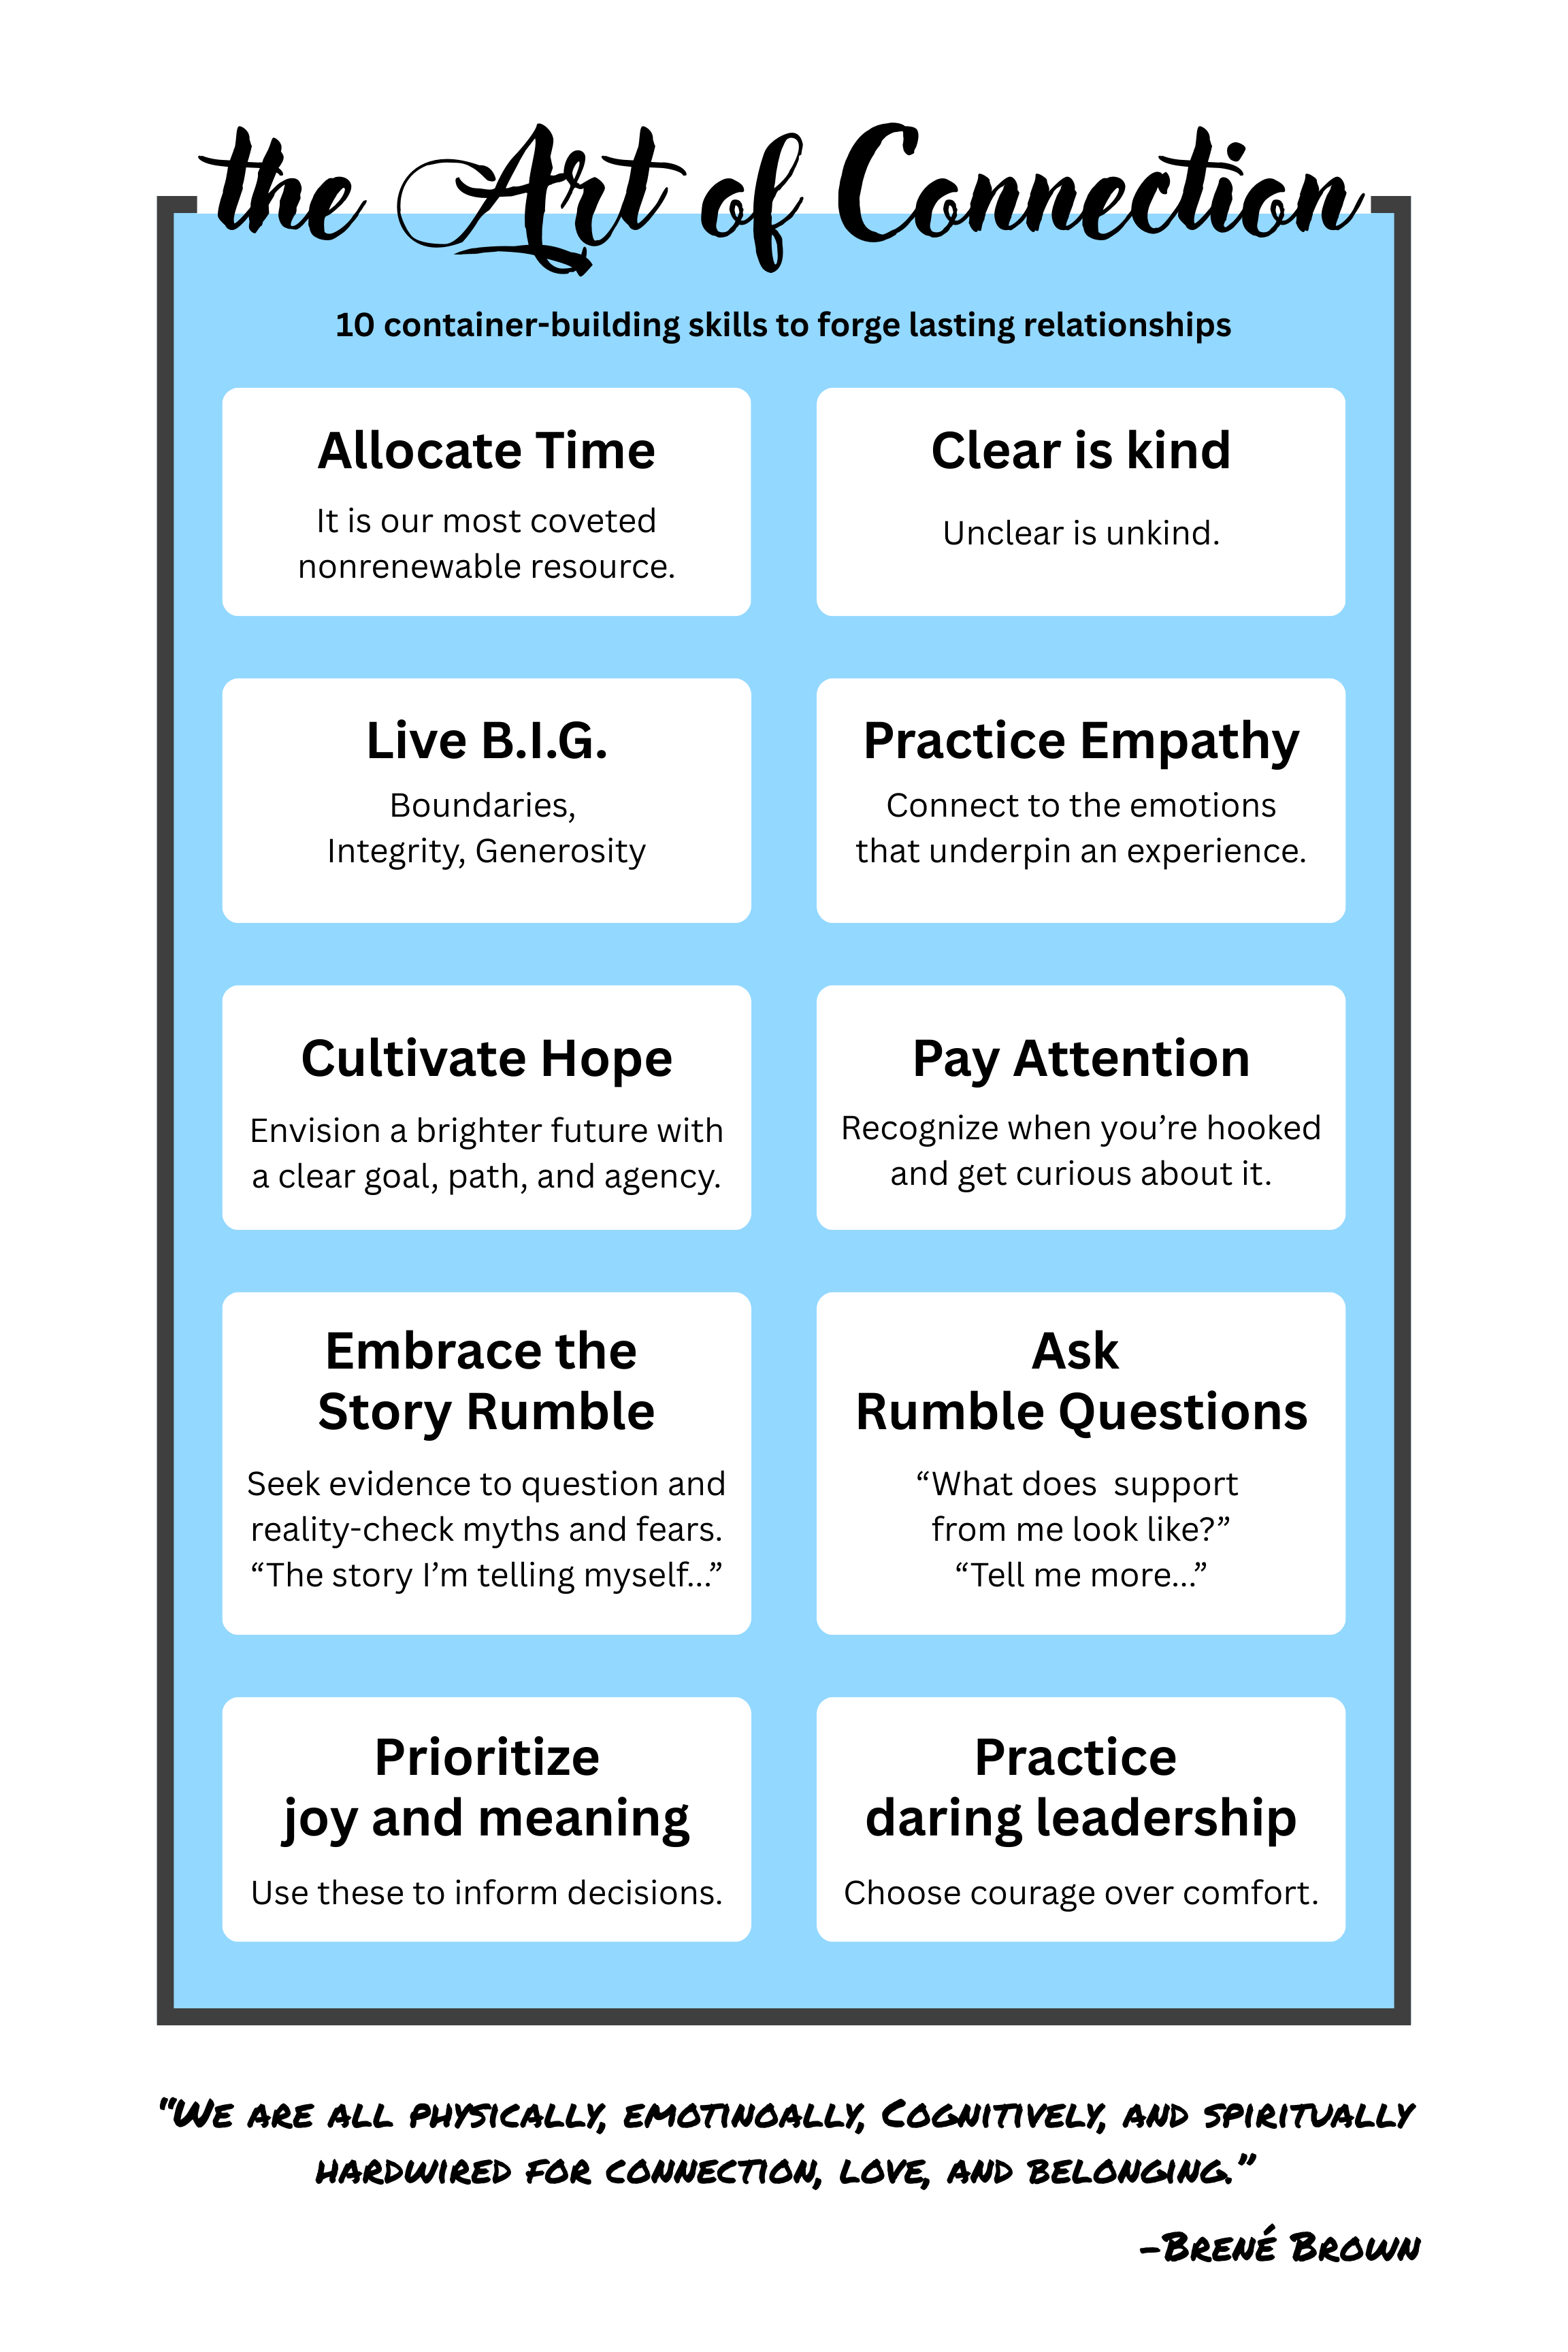 the Art of Connection
10 container-building skills to forge lasting relationships
Allocate Time
It is our most coveted
nonrenewable resource.
Clear is kind
Unclear is unkind.
Live B.I.G.
Boundaries,
Integrity, Generosity
Practice Empathy
Connect to the emotions
that underpin an experience.
Cultivate Hope
Envision a brighter future with
a clear goal, path, and agency.
Pay Attention
Recognize when you’re hooked
and get curious about it.
Embrace the
Story Rumble
Seek evidence to question and
reality-check myths and fears.
“The story I’m telling myself...”
Ask
Rumble Questions
“What does  support
from me look like?”
“Tell me more...”
Prioritize
joy and meaning
Use these to inform decisions.
Practice
daring leadership
Choose courage over comfort.
“We are all physically, emotinoally, Cognitively, and spiritually
hardwired for connection, love, and belonging.”
-Brené Brown